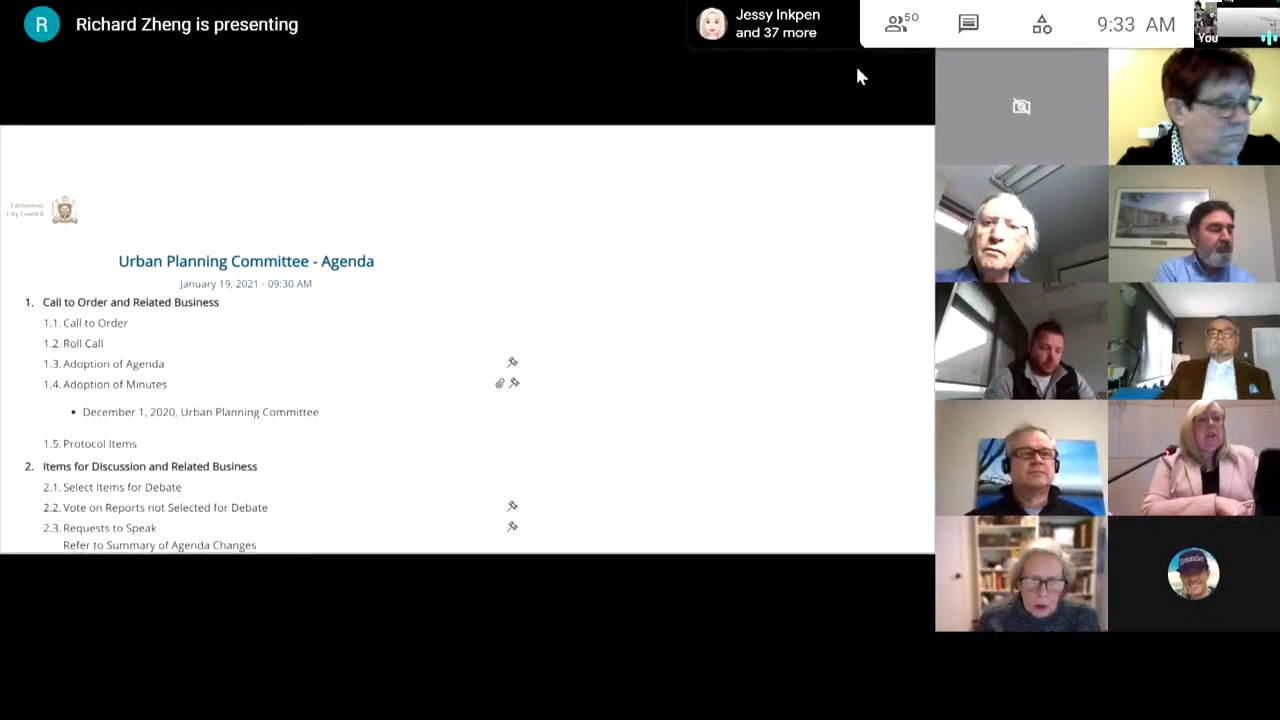 R
Richard Zheng is presenting
Jessy Inkpen
and 37 more
50
9:33 AM
You
Edmonton
City Council
Urban Planning Committee - Agenda
January 19, 2021 - 09:30 AM
1. Call to Order and Related Business
1.1. Call to Order
1.2. Roll Call
1.3. Adoption of Agenda
1.4. Adoption of Minutes
• December 1, 2020, Urban Planning Committee
1.5. Protocol Items
2. Items for Discussion and Related Business
2.1. Select Items for Debate
2.2. Vote on Reports not Selected for Debate
2.3. Requests to Speak
Refer to Summary of Agenda Changes